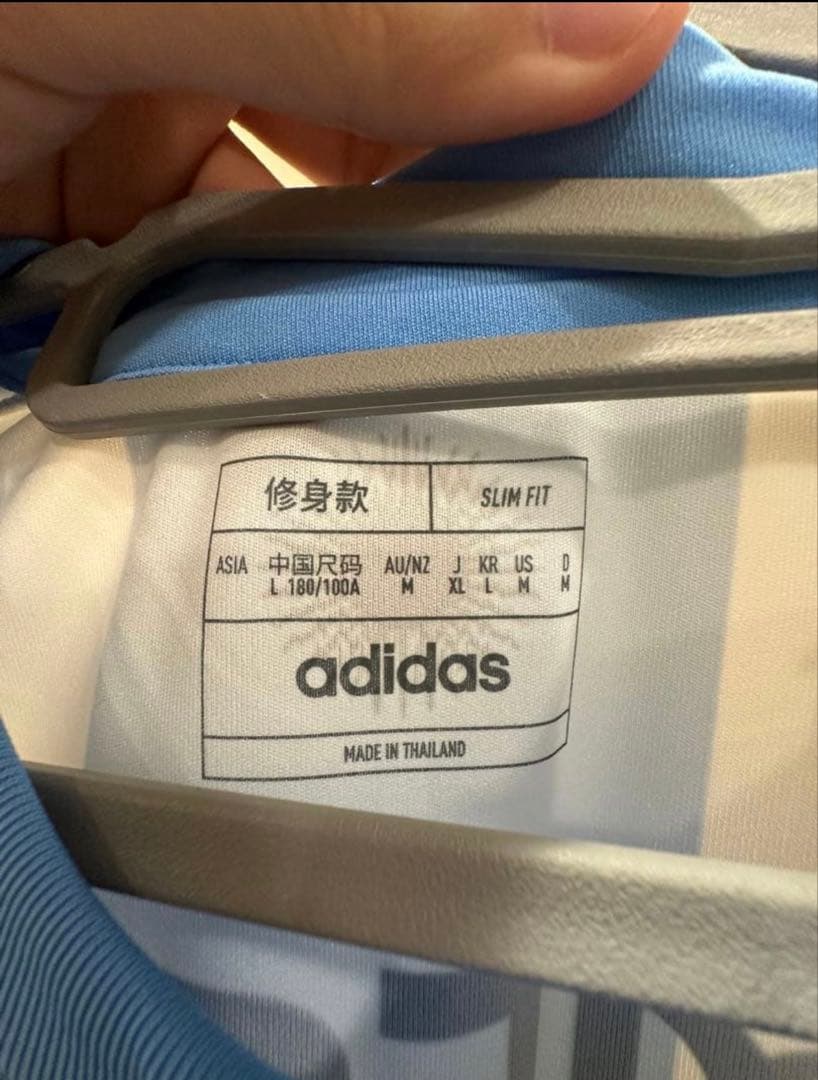 修身款 SLIM FIT
ASIA 中国尺码 AU/NZ J KR US D
L 180/100A M XL L M M
adidas
MADE IN THAILAND